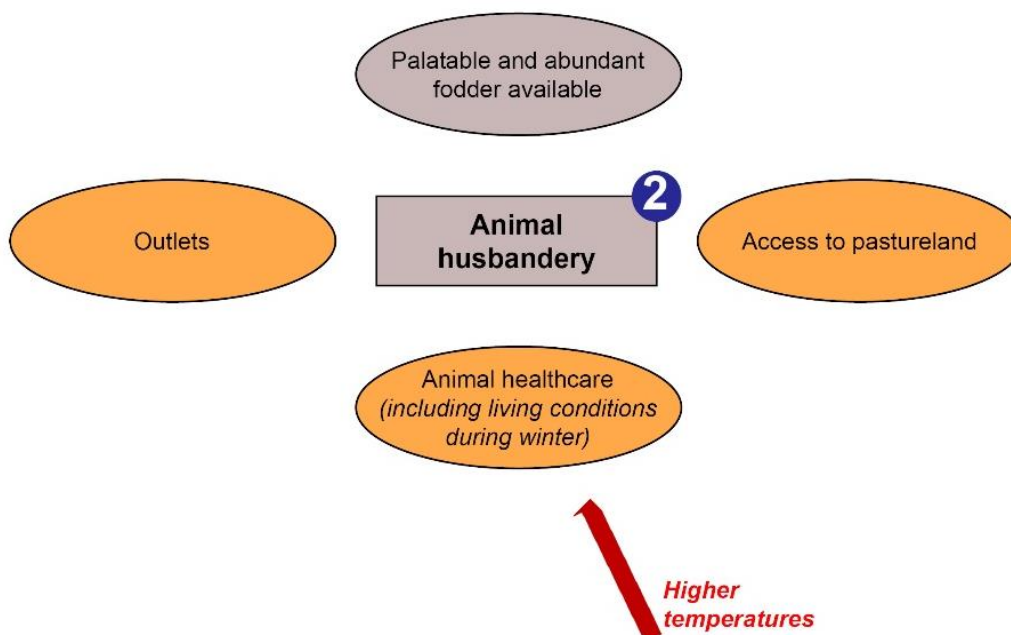 Palatable and abundant
fodder available
2
Outlets
Animal
husbandery
Access to pastureland
Animal healthcare
(including living conditions
during winter)
Higher
temperatures